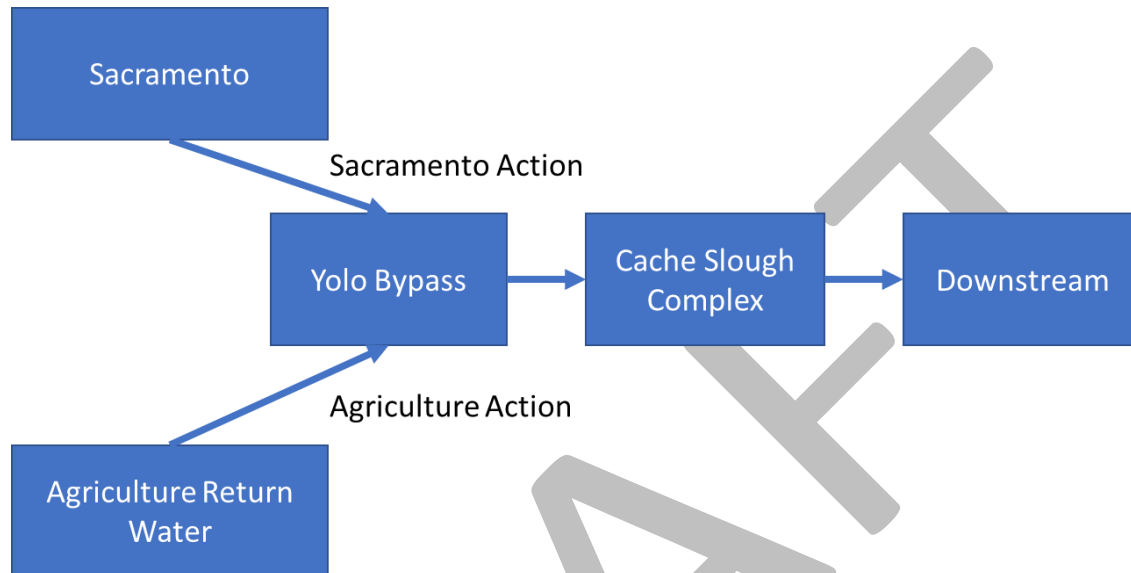 Sacramento
Sacramento Action
Yolo Bypass
Cache Slough
Complex
Downstream
Agriculture Action
Agriculture Return
Water